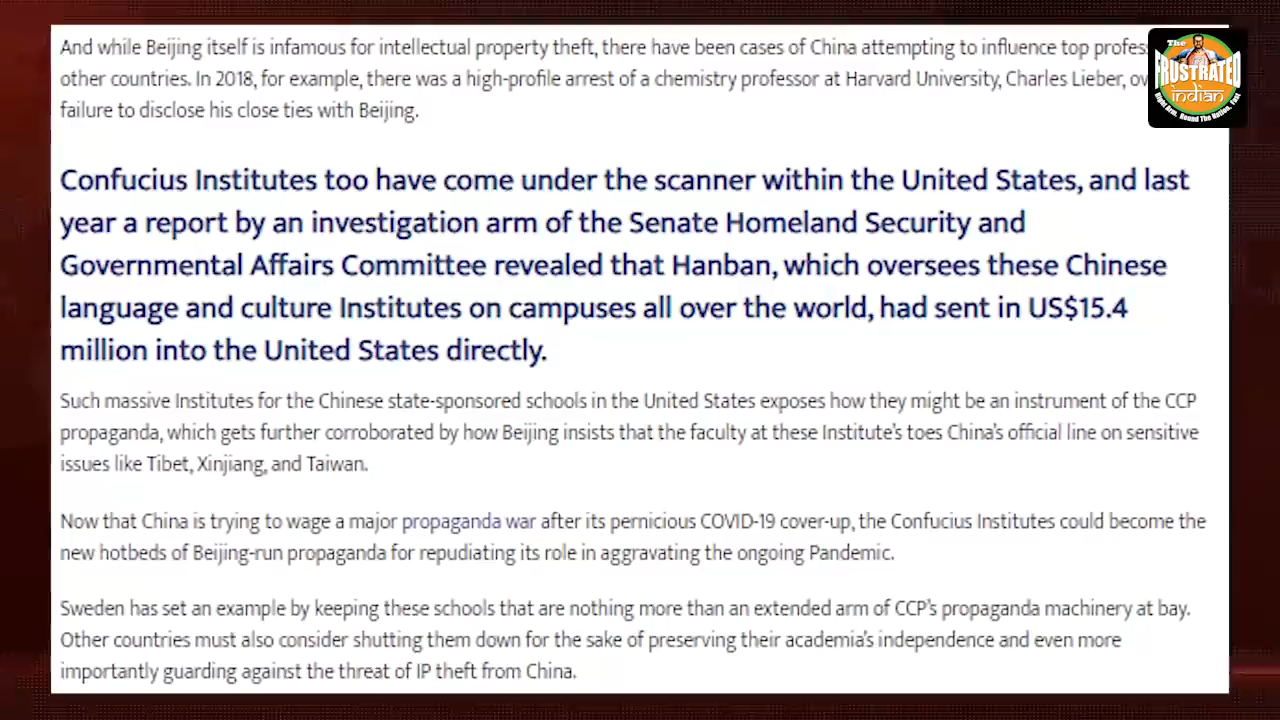 And while Beijing itself is infamous for intellectual property theft, there have been cases of China attempting to influence top
other countries. In 2018, for example, there was a high-profile arrest of a chemistry professor at Harvard University, Charles Lieber,
failure to disclose his close ties with Beijing.
The
FRUSTRATED
indian
Right Arm. Round The Nation. Fast
Confucius Institutes too have come under the scanner within the United States, and last
year a report by an investigation arm of the Senate Homeland Security and
Governmental Affairs Committee revealed that Hanban, which oversees these Chinese
language and culture Institutes on campuses all over the world, had sent in US$15.4
million into the United States directly.
Such massive Institutes for the Chinese state-sponsored schools in the United States exposes how they might be an instrument of the CCP
propaganda, which gets further corroborated by how Beijing insists that the faculty at these Institute's toes China's official line on sensitive
issues like Tibet, Xinjiang, and Taiwan.
Now that China is trying to wage a major propaganda war after its pernicious COVID-19 cover-up, the Confucius Institutes could become the
new hotbeds of Beijing-run propaganda for repudiating its role in aggravating the ongoing Pandemic.
Sweden has set an example by keeping these schools that are nothing more than an extended arm of CCP's propaganda machinery at bay.
Other countries must also consider shutting them down for the sake of preserving their academia's independence and even more
importantly guarding against the threat of IP theft from China.